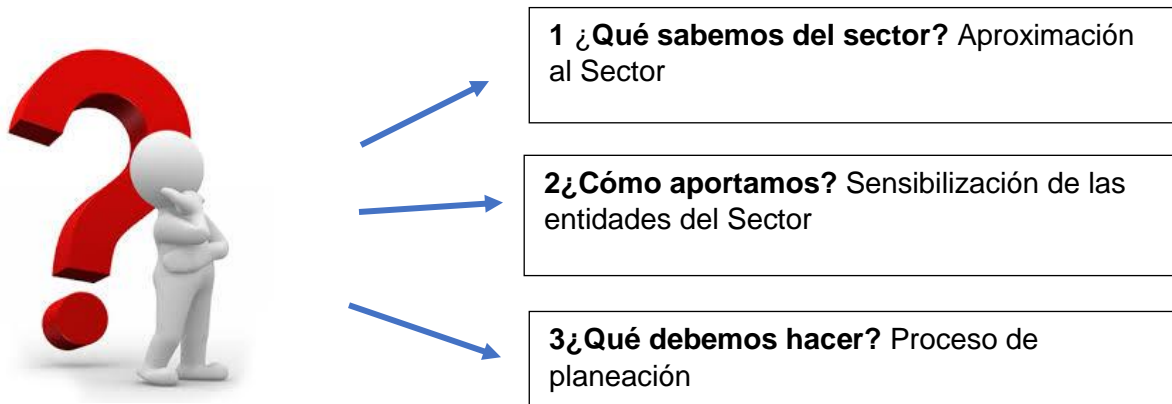 1 ¿Qué sabemos del sector? Aproximación
al Sector
2¿Cómo aportamos? Sensibilización de las
entidades del Sector
3¿Qué debemos hacer? Proceso de
planeación